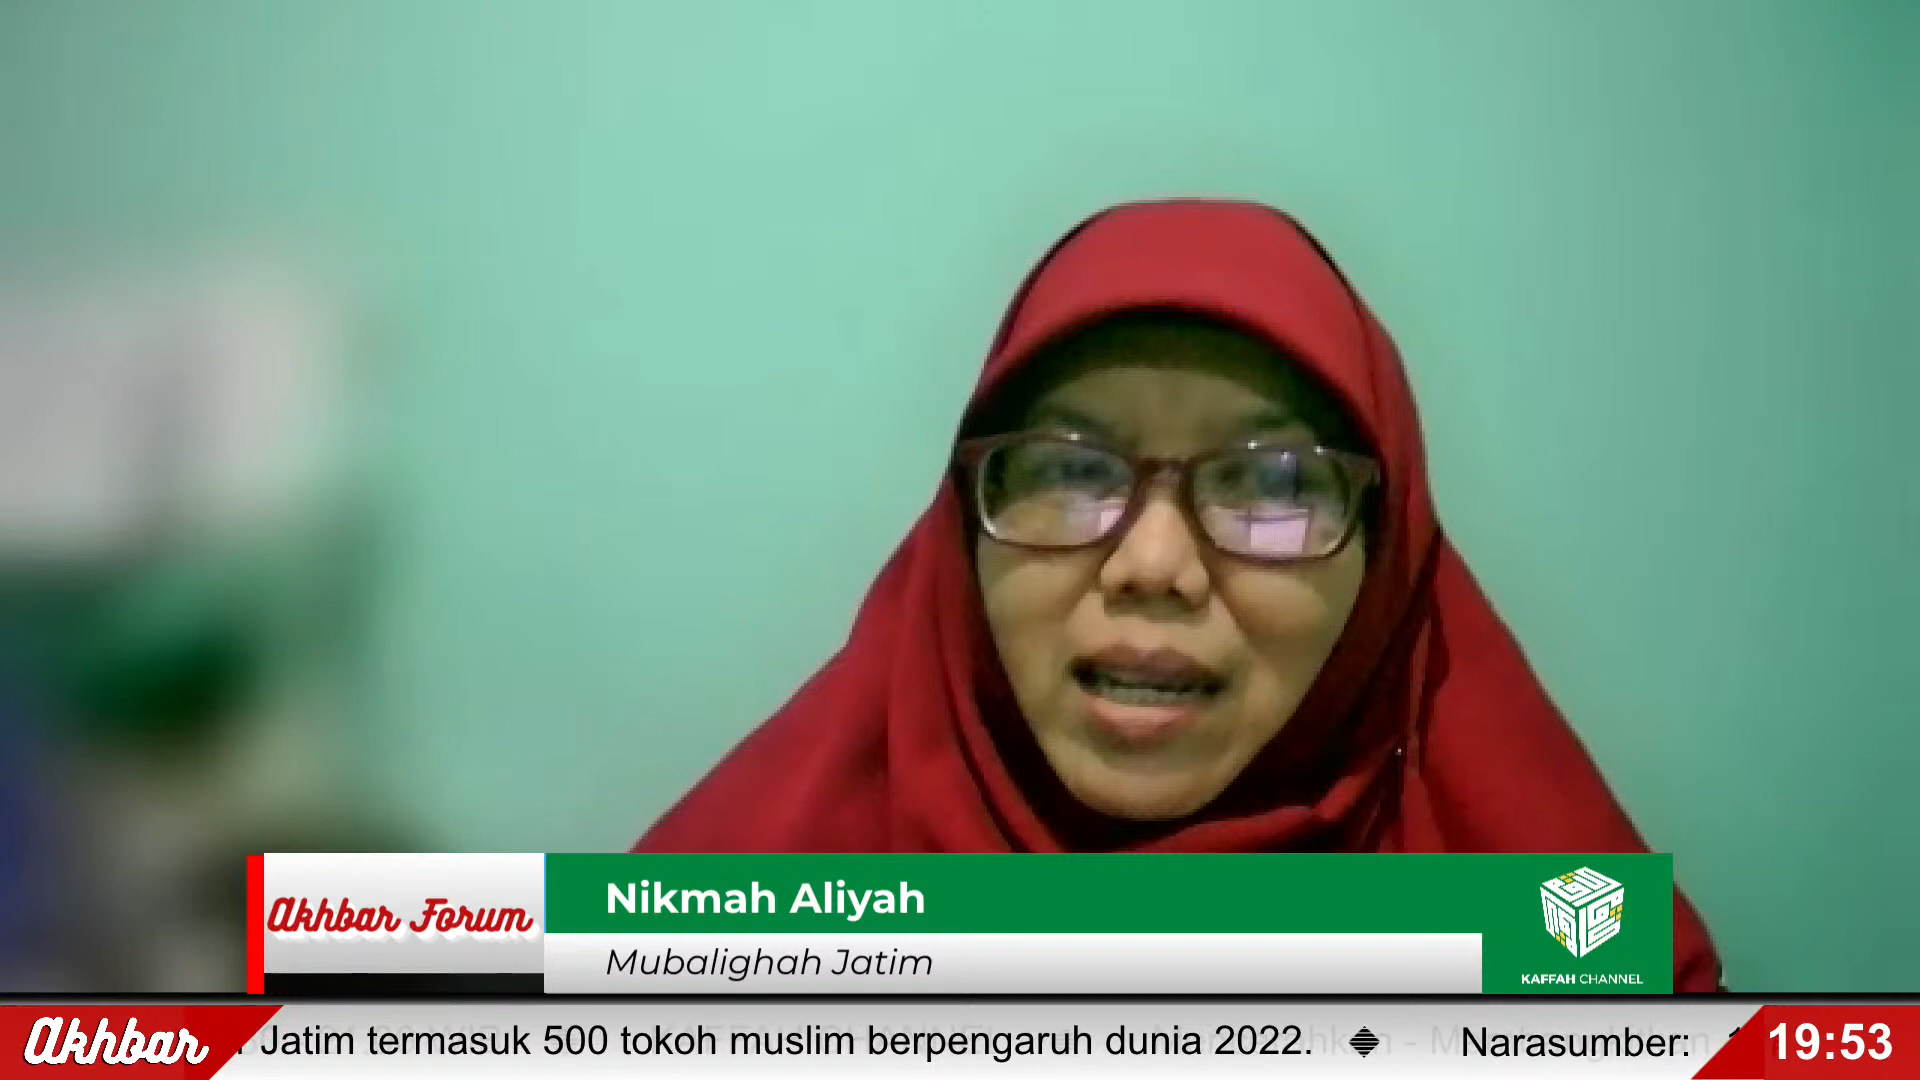 Akhbar Forum
Nikmah Aliyah
Mubalighah Jatim
KAFFAH CHANNEL
Akhbar
Jatim termasuk 500 tokoh muslim berpengaruh dunia 2022.
Narasumber:
19:53